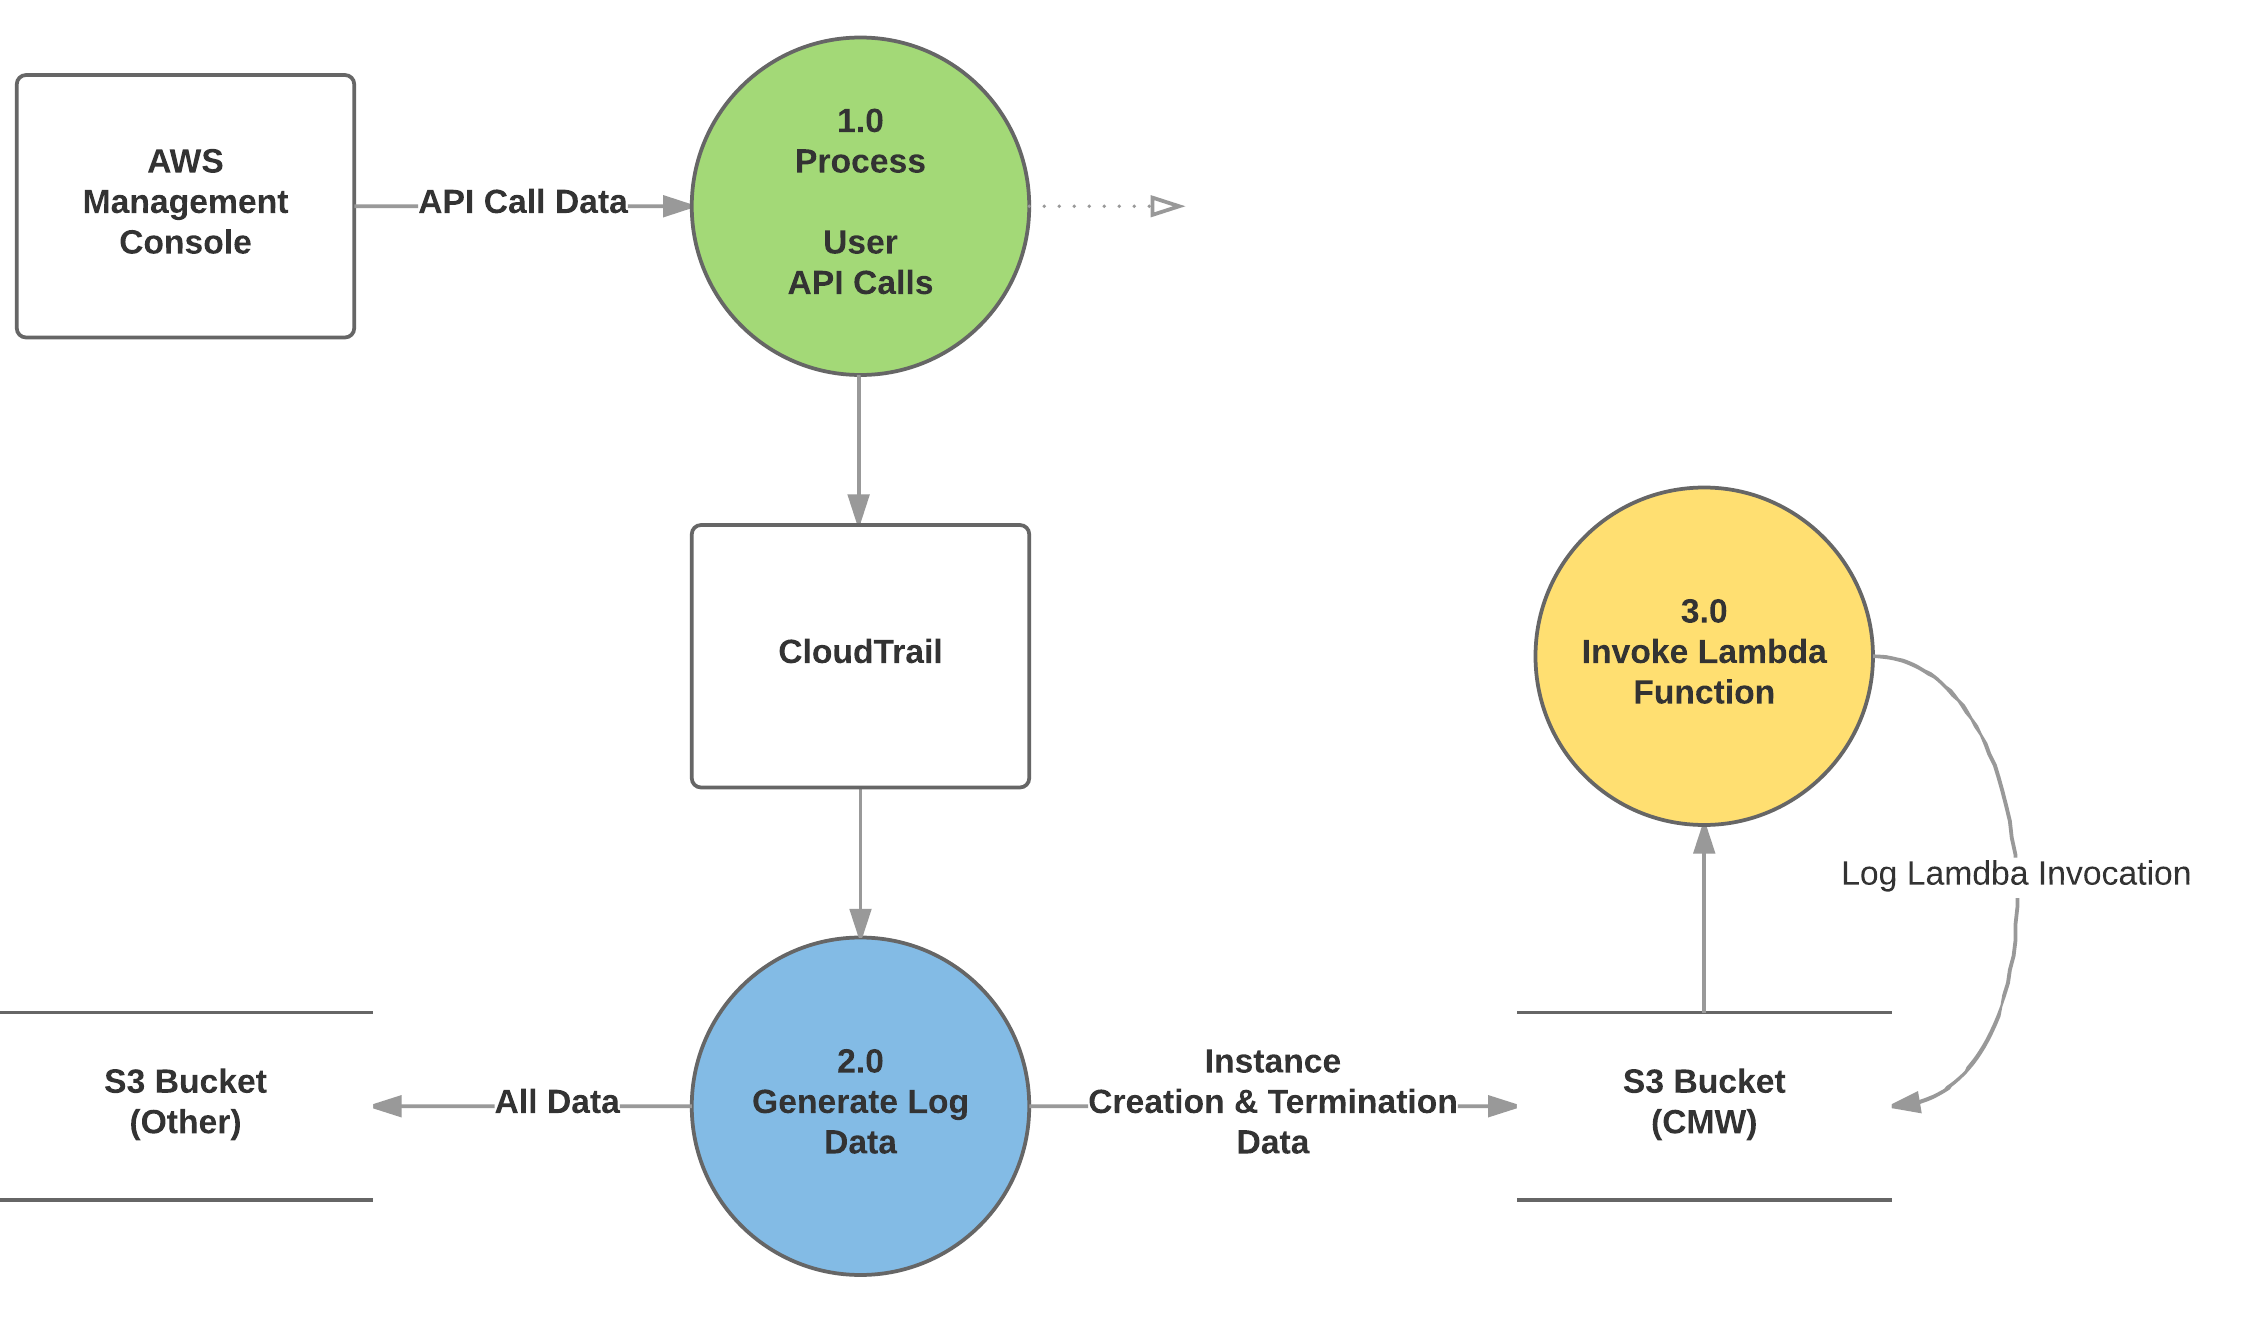 AWS
Management
Console
API Call Data
1.0
Process
User
API Calls
CloudTrail
3.0
Invoke Lambda
Function
Log Lamdba Invocation
S3 Bucket
(Other)
All Data
2.0
Generate Log
Data
Instance
Creation & Termination
Data
S3 Bucket
(CMW)